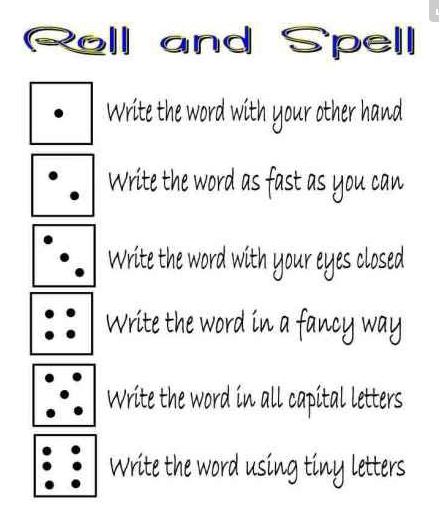 Roll and Spell
Write the word with your other hand
Write the word as fast as you can
Write the word with your eyes closed
Write the word in a fancy way
Write the word in all capital letters
Write the word using tiny letters